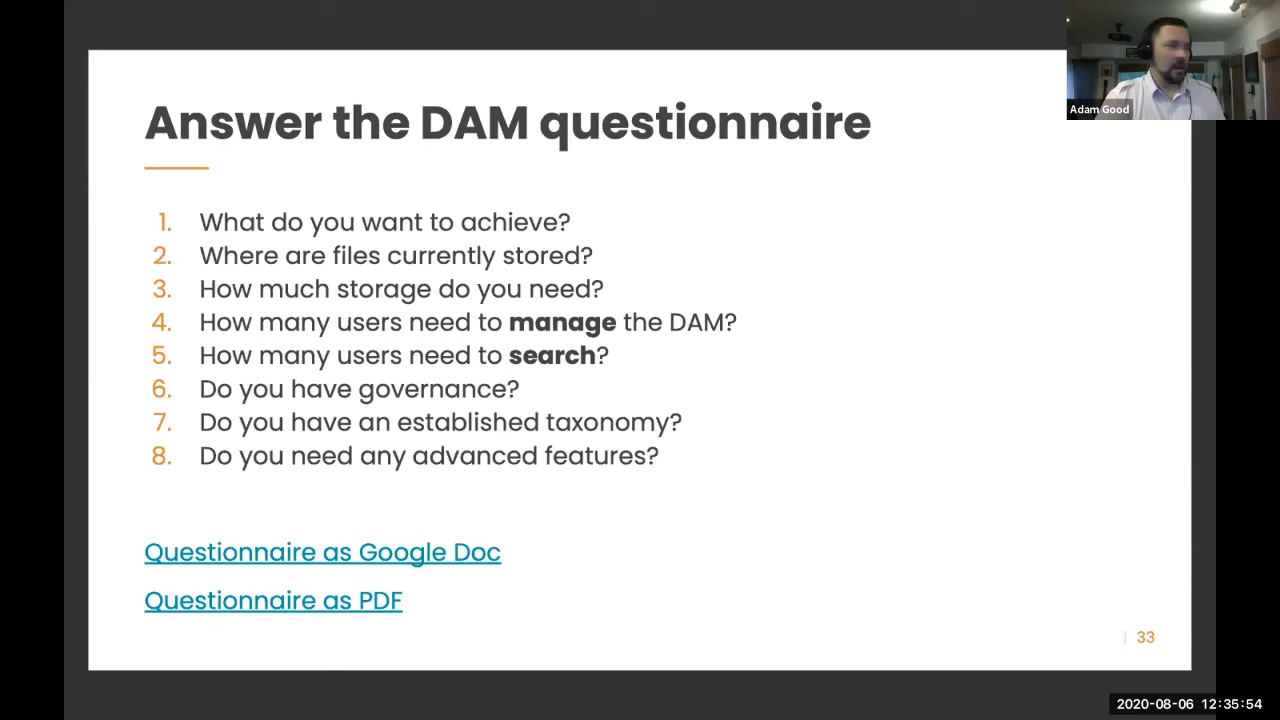 Answer the DAM questionnaire
Adam Good
1. What do you want to achieve?
2. Where are files currently stored?
3. How much storage do you need?
4. How many users need to manage the DAM?
5. How many users need to search?
6. Do you have governance?
7. Do you have an established taxonomy?
8. Do you need any advanced features?
Questionnaire as Google Doc
Questionnaire as PDF
33
2020-08-06 12:35:54